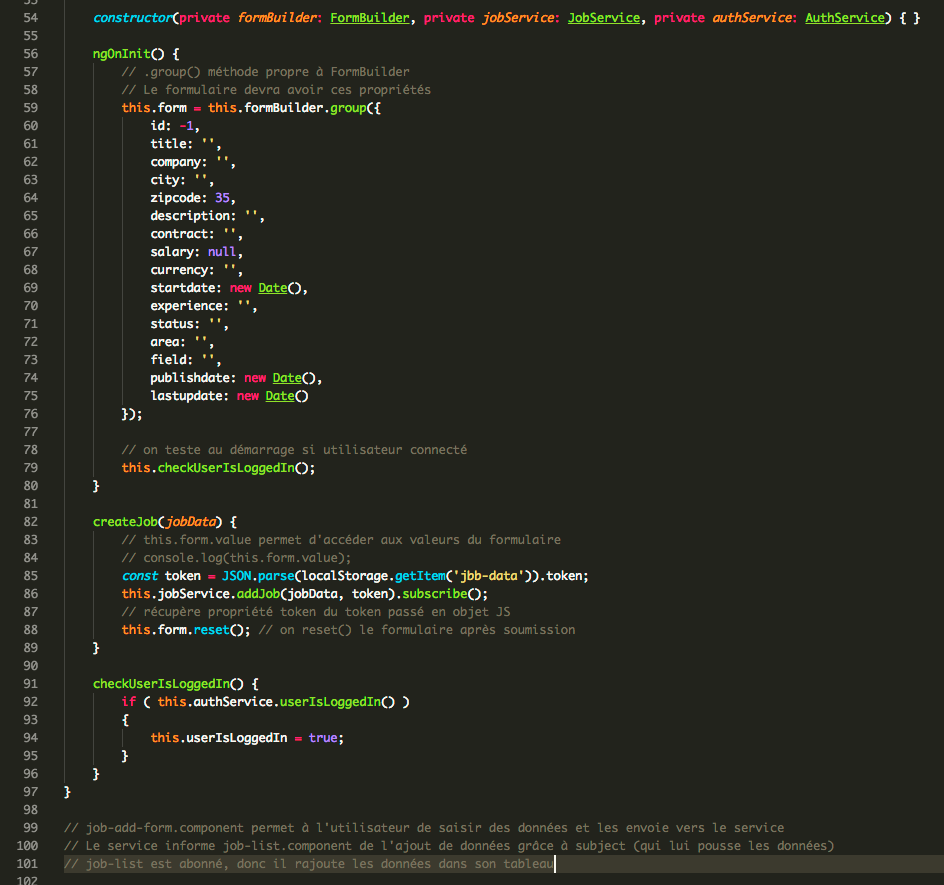 54 constructor(private formBuilder: FormBuilder, private jobService: JobService, private authService: AuthService) { }
55
56 ngOnInit() {
57 // .group() méthode propre à FormBuilder
58 // Le formulaire devra avoir ces propriétés
59 this.form = this.formBuilder.group({
60 id: -1,
61 title: '',
62 company: '',
63 city: '',
64 zipcode: 35,
65 description: '',
66 contract: '',
67 salary: null,
68 currency: '',
69 startdate: new Date(),
70 experience: '',
71 status: '',
72 area: '',
73 field: '',
74 publishdate: new Date(),
75 lastupdate: new Date()
76 });
77
78 // on teste au démarrage si utilisateur connecté
79 this.checkUserIsLoggedIn();
80 }
81
82 createJob(jobData) {
83 // this.form.value permet d'accéder aux valeurs du formulaire
84 // console.log(this.form.value);
85 const token = JSON.parse(localStorage.getItem('jbb-data')).token;
86 this.jobService.addJob(jobData, token).subscribe();
87 // récupère propriété token du token passé en objet JS
88 this.form.reset(); // on reset() le formulaire après soumission
89 }
90
91 checkUserIsLoggedIn() {
92 if ( this.authService.userIsLoggedIn() )
93 {
94 this.userIsLoggedIn = true;
95 }
96 }
97 }
98
99 // job-add-form.component permet à l'utilisateur de saisir des données et les envoie vers le service
100 // Le service informe job-list.component de l'ajout de données grâce à subject (qui lui pousse les données)
101 // job-list est abonné, donc il rajoute les données dans son tableau
102